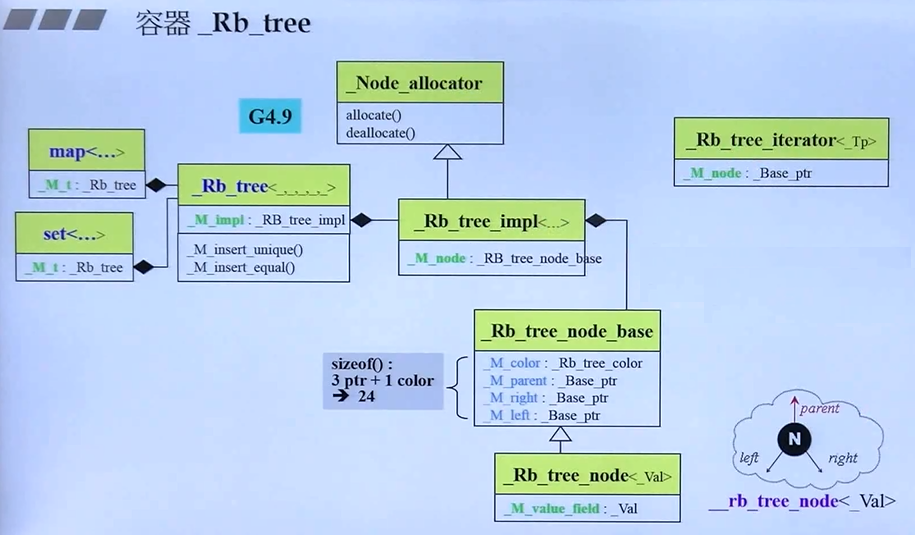 容器 _Rb_tree
G4.9
_Node_allocator
allocate()
deallocate()
_Rb_tree_iterator<_Tp>
_M_node : _Base_ptr
map<…>
_M_t : _Rb_tree
set<…>
_M_t : _Rb_tree
_Rb_tree<_,_,_,_,_>
_M_impl : _RB_tree_impl
_M_insert_unique()
_M_insert_equal()
_Rb_tree_impl<...>
_M_node : _RB_tree_node_base
_Rb_tree_node_base
_M_color : _Rb_tree_color
_M_parent : _Base_ptr
_M_right : _Base_ptr
_M_left : _Base_ptr
sizeof() :
3 ptr + 1 color
➔ 24
_Rb_tree_node<_Val>
_M_value_field : _Val
parent
N
left
right
__rb_tree_node<_Val>